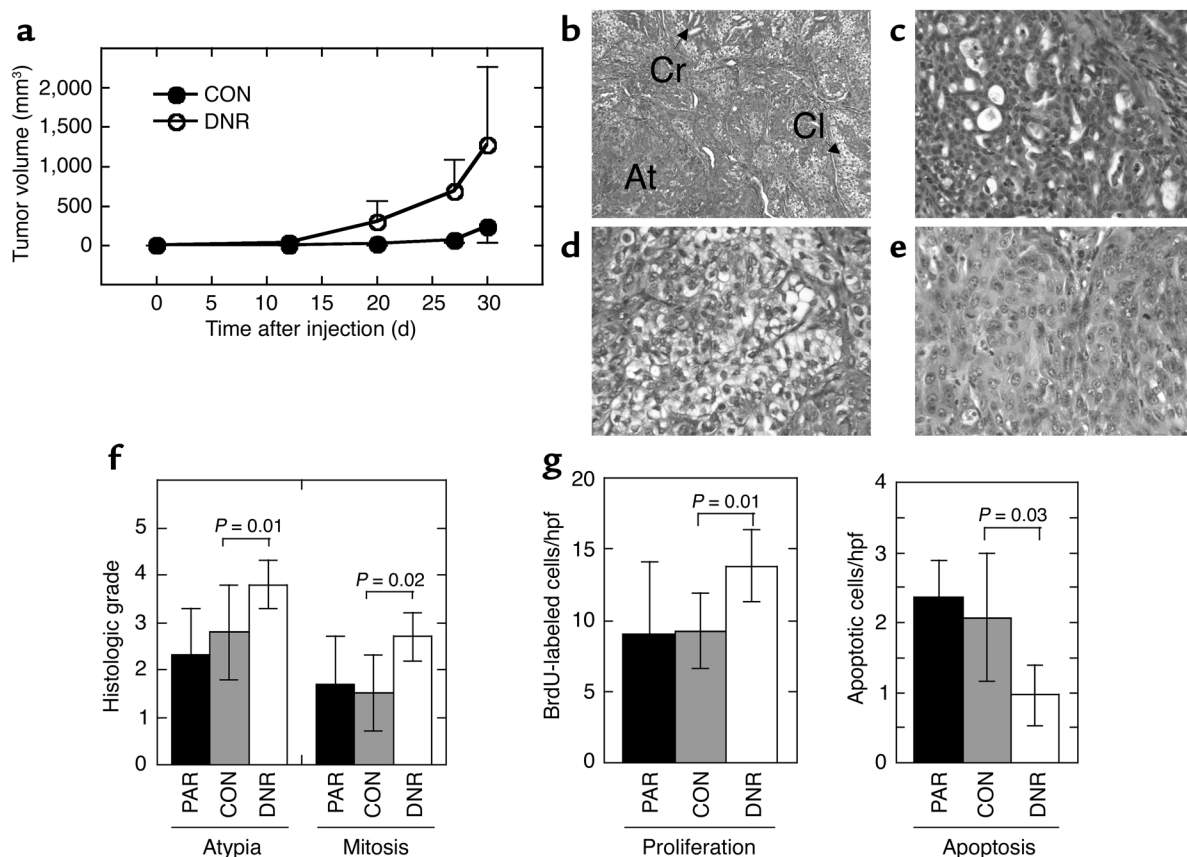 a
Tumor volume (mm³)
2,000
1,500
1,000
500
0
CON
DNR
0
5
10
15
20
25
30
Time after injection (d)
b
Cr
Cl
At
c
d
e
f
Histologic grade
5
4
3
2
1
0
P = 0.01
P = 0.02
PAR
CON
DNR
PAR
CON
DNR
Atypia
Mitosis
g
BrdU-labeled cells/hpf
20
15
10
5
0
P = 0.01
PAR
CON
DNR
Proliferation
Apoptotic cells/hpf
4
3
2
1
0
P = 0.03
PAR
CON
DNR
Apoptosis